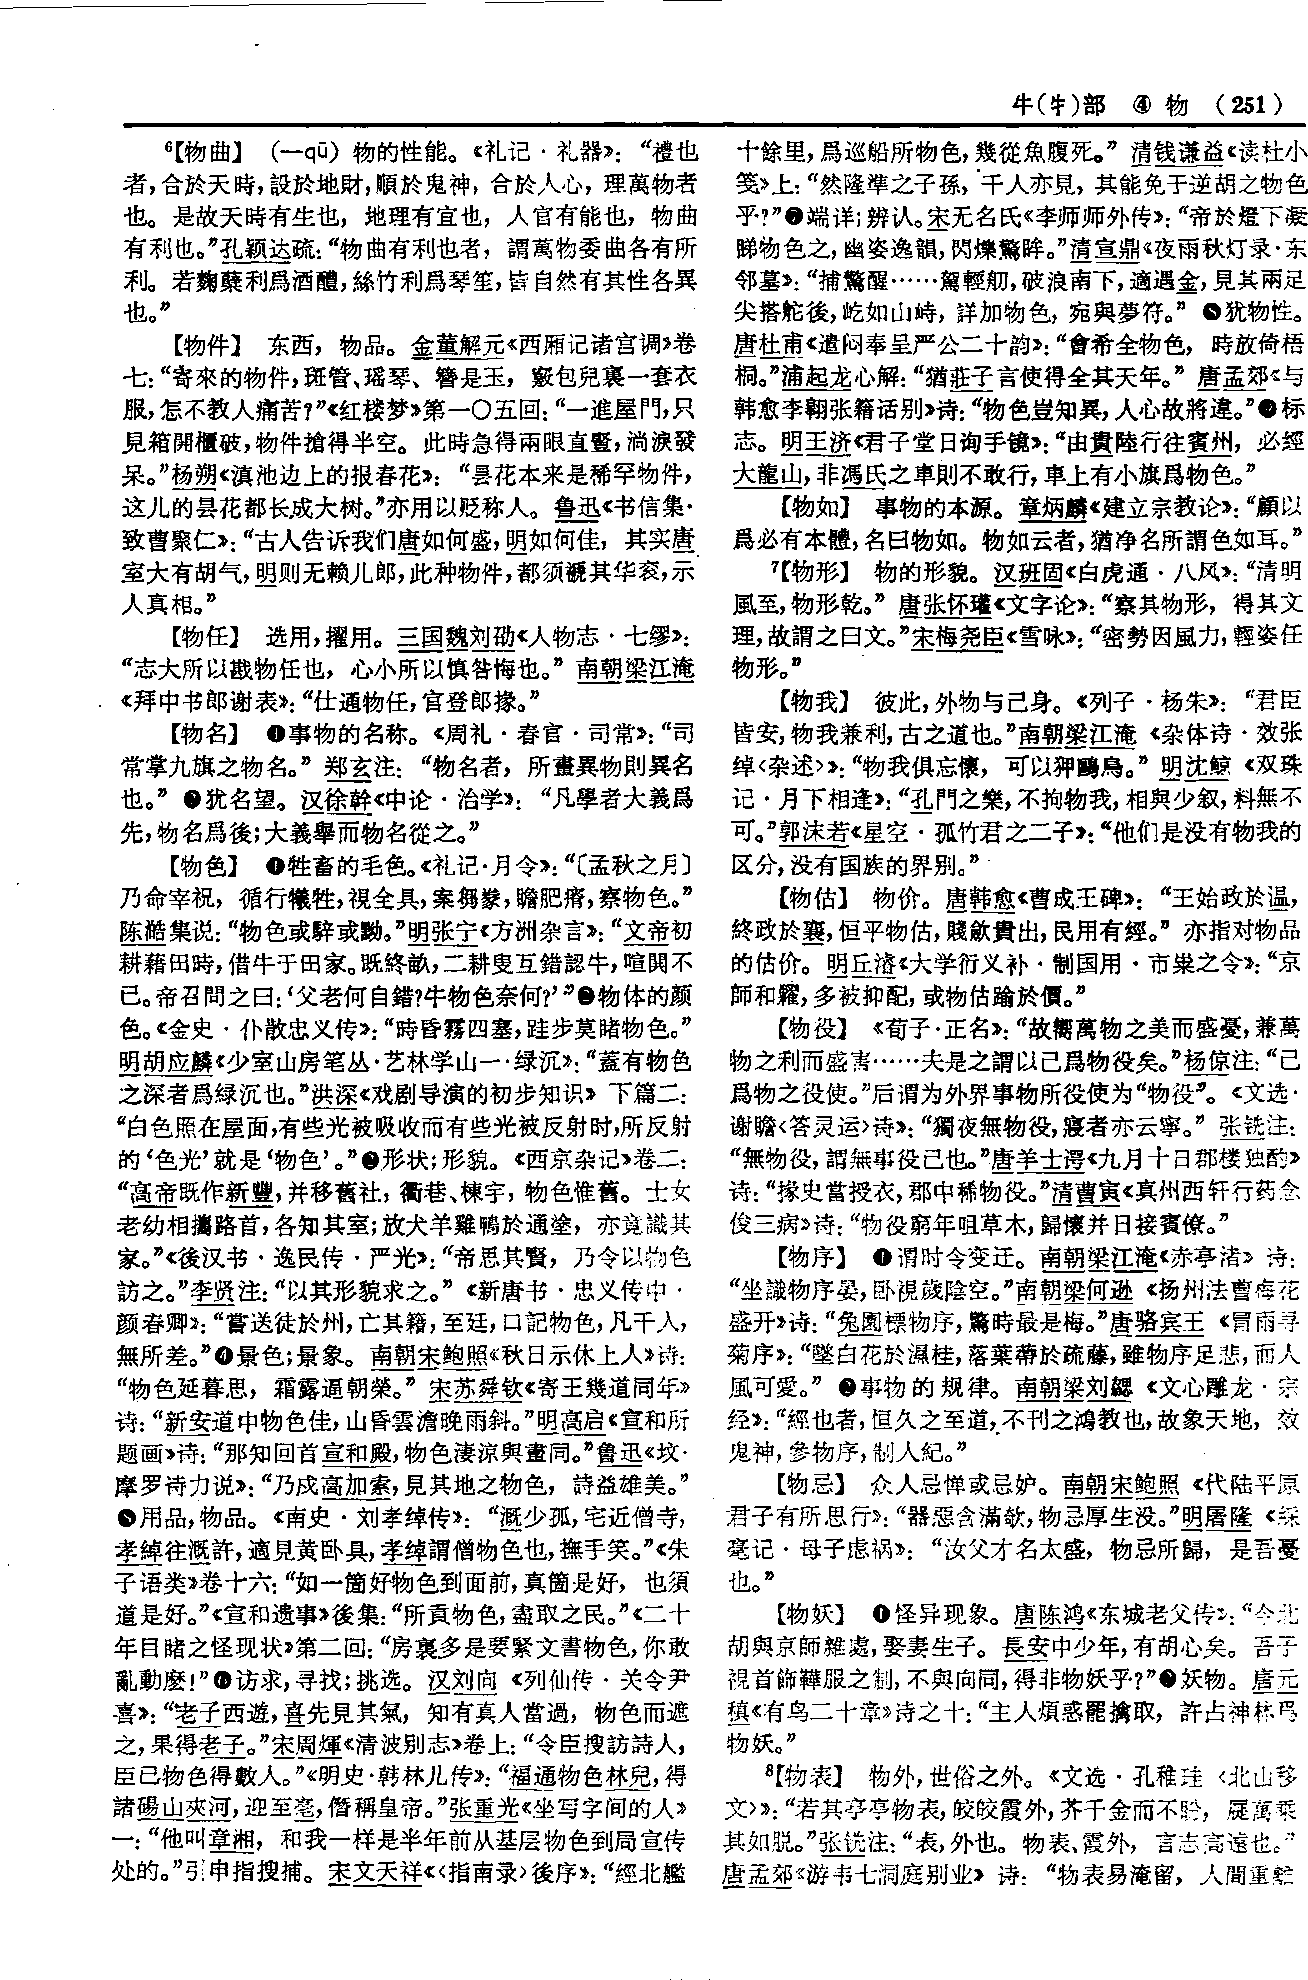 牛(牜)部 ④ 物 (251)
⁶【物曲】 (—qū) 物的性能。《礼记·礼器》：“禮也
者，合於天時，設於地財，順於鬼神，合於人心，理萬物者
也。是故天時有生也，地理有宜也，人官有能也，物曲
有利也。”孔颖达疏：“物曲有利也者，謂萬物委曲各有所
利。若麴糵利爲酒醴，絲竹利爲琴笙，皆自然有其性各異
也。”
【物件】 东西，物品。金董解元《西厢记诸宫调》卷
七：“寄來的物件，斑管、瑶琴、簪是玉，竅包兒裏一套衣
服，怎不教人痛苦？”《红楼梦》第一〇五回：“一進屋門，只
見箱開櫃破，物件搶得半空。此時急得兩眼直豎，淌淚發
呆。”杨朔《滇池边上的报春花》：“昙花本来是稀罕物件，
这儿的昙花都长成大树。”亦用以贬称人。鲁迅《书信集·
致曹聚仁》：“古人告诉我们唐如何盛，明如何佳，其实唐
室大有胡气，明则无赖儿郎，此种物件，都须褫其华衮，示
人真相。”
【物任】 选用，擢用。三国魏刘劭《人物志·七缪》：
“志大所以戡物任也，心小所以慎咎悔也。”南朝梁江淹
《拜中书郎谢表》：“仕通物任，官登郎掾。”
【物名】 ❶事物的名称。《周礼·春官·司常》：“司
常掌九旗之物名。”郑玄注：“物名者，所畫異物則異名
也。”❷犹名望。汉徐幹《中论·治学》：“凡學者大義爲
先，物名爲後；大義舉而物名從之。”
【物色】 ❶牲畜的毛色。《礼记·月令》：“〔孟秋之月〕
乃命宰祝，循行犧牲，視全具，案芻豢，瞻肥瘠，察物色。”
陈澔集说：“物色或騂或黝。”明张宁《方洲杂言》：“文帝初
耕藉田時，借牛于田家。既終畝，二耕叟互錯認牛，喧鬨不
已。帝召問之曰：‘父老何自錯？牛物色奈何？’”❷物体的颜
色。《金史·仆散忠义传》：“時昏霧四塞，跬步莫睹物色。”
明胡应麟《少室山房笔丛·艺林学山一·绿沉》：“蓋有物色
之深者爲緑沉也。”洪深《戏剧导演的初步知识》下篇二：
“白色照在屋面，有些光被吸收而有些光被反射时，所反射
的‘色光’就是‘物色’。”❸形状；形貌。《西京杂记》卷二：
“高帝既作新豐，并移舊社，衢巷、棟宇，物色惟舊。士女
老幼相攜路首，各知其室；放犬羊雞鴨於通塗，亦竟識其
家。”《後汉书·逸民传·严光》：“帝思其賢，乃令以物色
訪之。”李贤注：“以其形貌求之。”《新唐书·忠义传中·
颜春卿》：“嘗送徒於州，亡其籍，至廷，口記物色，凡千人，
無所差。”❹景色；景象。南朝宋鲍照《秋日示休上人》诗：
“物色延暮思，霜露逼朝榮。”宋苏舜钦《寄王幾道同年》
诗：“新安道中物色佳，山昏雲澹晚雨斜。”明高启《宣和所
题画》诗：“那知回首宣和殿，物色淒涼與畫同。”鲁迅《坟·
摩罗诗力说》：“乃戍高加索，見其地之物色，詩益雄美。”
❺用品，物品。《南史·刘孝绰传》：“溉少孤，宅近僧寺，
孝綽往溉許，適見黄卧具，孝綽謂僧物色也，撫手笑。”《朱
子语类》卷十六：“如一箇好物色到面前，真箇是好，也須
道是好。”《宣和遗事》後集：“所貢物色，盡取之民。”《二十
年目睹之怪现状》第二回：“房裏多是要緊文書物色，你敢
亂動麽！”❻访求，寻找；挑选。汉刘向《列仙传·关令尹
喜》：“老子西遊，喜先見其氣，知有真人當過，物色而遮
之，果得老子。”宋周煇《清波别志》卷上：“令臣搜訪詩人，
臣已物色得數人。”《明史·韩林儿传》：“福通物色林兒，得
諸碭山夾河，迎至亳，僭稱皇帝。”张重光《坐写字间的人》
一：“他叫章湘，和我一样是半年前从基层物色到局宣传
处的。”引申指搜捕。宋文天祥《〈指南录〉後序》：“經北艦
十餘里，爲巡船所物色，幾從魚腹死。”清钱谦益《读杜小
笺》上：“然隆準之子孫，千人亦見，其能免于逆胡之物色
乎？”❼端详；辨认。宋无名氏《李师师外传》：“帝於燈下凝
睇物色之，幽姿逸韻，閃爍驚眸。”清宣鼎《夜雨秋灯录·东
邻墓》：“捕驚醒……駕輕舠，破浪南下，適遇金，見其兩足
尖搭舵後，屹如山峙，詳加物色，宛與夢符。”❽犹物性。
唐杜甫《遣闷奉呈严公二十韵》：“會希全物色，時放倚梧
桐。”浦起龙心解：“猶莊子言使得全其天年。”唐孟郊《与
韩愈李翱张籍话别》诗：“物色豈知異，人心故將違。”❾标
志。明王济《君子堂日询手镜》：“由貴陸行往賓州，必經
大龍山，非馮氏之車則不敢行，車上有小旗爲物色。”
【物如】 事物的本源。章炳麟《建立宗教论》：“顧以
爲必有本體，名曰物如。物如云者，猶净名所謂色如耳。”
⁷【物形】 物的形貌。汉班固《白虎通·八风》：“清明
風至，物形乾。”唐张怀瓘《文字论》：“察其物形，得其文
理，故謂之曰文。”宋梅尧臣《雪咏》：“密勢因風力，輕姿任
物形。”
【物我】 彼此，外物与己身。《列子·杨朱》：“君臣
皆安，物我兼利，古之道也。”南朝梁江淹《杂体诗·效张
绰〈杂述〉》：“物我俱忘懷，可以狎鷗鳥。”明沈鲸《双珠
记·月下相逢》：“孔門之樂，不拘物我，相與少叙，料無不
可。”郭沫若《星空·孤竹君之二子》：“他们是没有物我的
区分，没有国族的界别。”
【物估】 物价。唐韩愈《曹成王碑》：“王始政於温，
終政於襄，恒平物估，賤斂貴出，民用有經。”亦指对物品
的估价。明丘濬《大学衍义补·制国用·市籴之令》：“京
師和糴，多被抑配，或物估踰於價。”
【物役】 《荀子·正名》：“故嚮萬物之美而盛憂，兼萬
物之利而盛害……夫是之謂以己爲物役矣。”杨倞注：“己
爲物之役使。”后谓为外界事物所役使为“物役”。《文选·
谢瞻〈答灵运〉诗》：“獨夜無物役，寢者亦云寧。”张铣注：
“無物役，謂無事役己也。”唐羊士谔《九月十日郡楼独酌》
诗：“掾史當授衣，郡中稀物役。”清曹寅《真州西轩行药念
俊三病》诗：“物役窮年咀草木，歸懷并日接賓僚。”
【物序】 ❶谓时令变迁。南朝梁江淹《赤亭渚》诗：
“坐識物序晏，卧視歲陰空。”南朝梁何逊《扬州法曹梅花
盛开》诗：“兔園標物序，驚時最是梅。”唐骆宾王《冒雨寻
菊序》：“墜白花於濕桂，落葉蒂於疏藤，雖物序足悲，而人
風可愛。”❷事物的规律。南朝梁刘勰《文心雕龙·宗
经》：“經也者，恒久之至道，不刊之鴻教也，故象天地，效
鬼神，參物序，制人紀。”
【物忌】 众人忌惮或忌妒。南朝宋鲍照《代陆平原
君子有所思行》：“器惡含滿欹，物忌厚生没。”明屠隆《綵
毫记·母子虑祸》：“汝父才名太盛，物忌所歸，是吾憂
也。”
【物妖】 ❶怪异现象。唐陈鸿《东城老父传》：“今北
胡與京師雜處，娶妻生子。長安中少年，有胡心矣。吾子
視首飾鞾服之制，不與向同，得非物妖乎？”❷妖物。唐元
稹《有鸟二十章》诗之十：“主人煩惑罷擒取，許占神林爲
物妖。”
⁸【物表】 物外，世俗之外。《文选·孔稚珪〈北山移
文〉》：“若其亭亭物表，皎皎霞外，芥千金而不眄，屣萬乘
其如脱。”张铣注：“表，外也。物表、霞外，言志高遠也。”
唐孟郊《游韦七洞庭别业》诗：“物表易淹留，人間重離